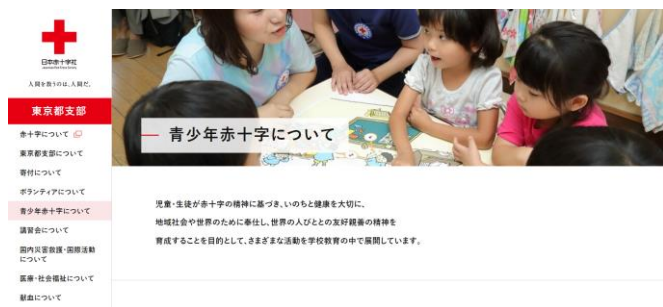 日本赤十字社
人間を救うのは、人間だ。
東京都支部
赤十字について
東京都支部について
寄付について
ボランティアについて
青少年赤十字について
講習会について
国内災害救護・国際活動
について
医療・社会福祉について
献血について
青少年赤十字について
児童・生徒が赤十字の精神に基づき、いのちと健康を大切に、
地域社会や世界のために奉仕し、世界の人びととの友好親善の精神を
育成することを目的として、さまざまな活動を学校教育の中で展開しています。